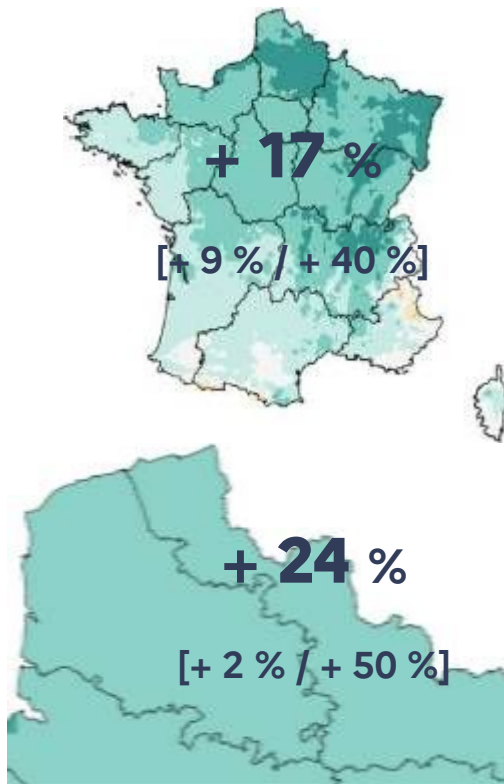 + 17 %
[+ 9 % / + 40 %]
+ 24 %
[+ 2 % / + 50 %]